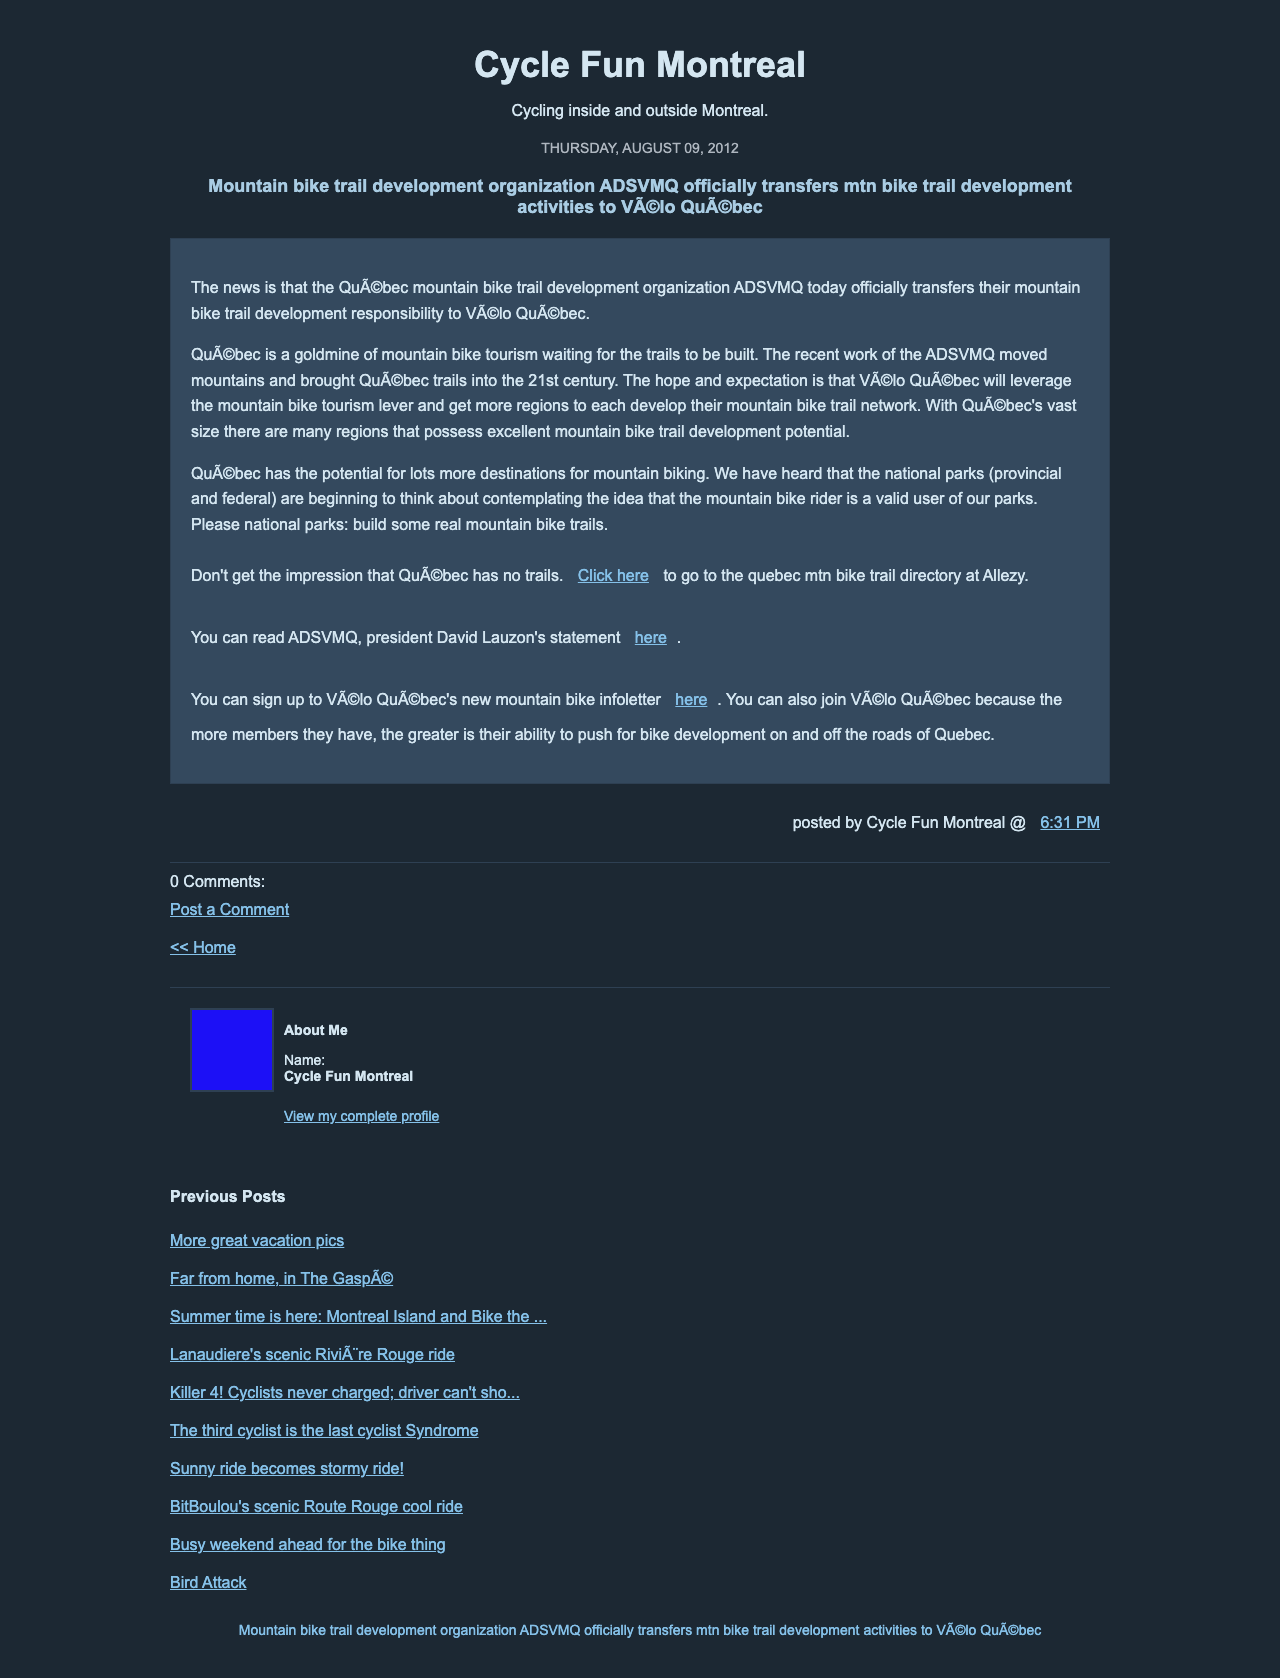 Cycle Fun Montreal
Cycling inside and outside Montreal.
THURSDAY, AUGUST 09, 2012
Mountain bike trail development organization ADSVMQ officially transfers mtn bike trail development
activities to VÃ©lo QuÃ©bec
The news is that the QuÃ©bec mountain bike trail development organization ADSVMQ today officially transfers their mountain
bike trail development responsibility to VÃ©lo QuÃ©bec.
QuÃ©bec is a goldmine of mountain bike tourism waiting for the trails to be built. The recent work of the ADSVMQ moved
mountains and brought QuÃ©bec trails into the 21st century. The hope and expectation is that VÃ©lo QuÃ©bec will leverage
the mountain bike tourism lever and get more regions to each develop their mountain bike trail network. With QuÃ©bec's vast
size there are many regions that possess excellent mountain bike trail development potential.
QuÃ©bec has the potential for lots more destinations for mountain biking. We have heard that the national parks (provincial
and federal) are beginning to think about contemplating the idea that the mountain bike rider is a valid user of our parks.
Please national parks: build some real mountain bike trails.
Don't get the impression that QuÃ©bec has no trails. Click here to go to the quebec mtn bike trail directory at Allezy.
You can read ADSVMQ, president David Lauzon's statement here .
You can sign up to VÃ©lo QuÃ©bec's new mountain bike infoletter here . You can also join VÃ©lo QuÃ©bec because the
more members they have, the greater is their ability to push for bike development on and off the roads of Quebec.
posted by Cycle Fun Montreal @ 6:31 PM
0 Comments:
Post a Comment
<< Home
About Me
Name:
Cycle Fun Montreal
View my complete profile
Previous Posts
More great vacation pics
Far from home, in The GaspÃ©
Summer time is here: Montreal Island and Bike the ...
Lanaudiere's scenic RiviÃ¨re Rouge ride
Killer 4! Cyclists never charged; driver can't sho...
The third cyclist is the last cyclist Syndrome
Sunny ride becomes stormy ride!
BitBoulou's scenic Route Rouge cool ride
Busy weekend ahead for the bike thing
Bird Attack
Mountain bike trail development organization ADSVMQ officially transfers mtn bike trail development activities to VÃ©lo QuÃ©bec